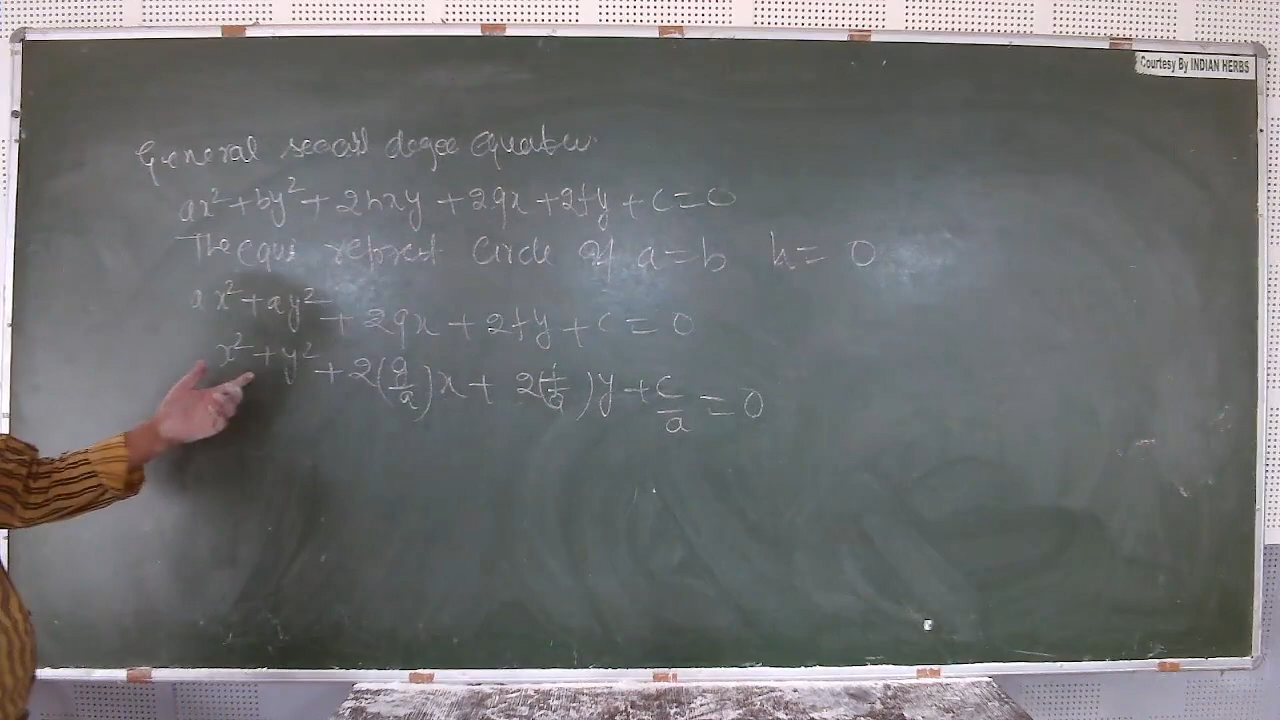 Courtesy By INDIAN HERBS
General second degree Equation
ax²+by²+2hxy+2gx+2fy+c=0
The equ represent Circle if a=b h=0
ax²+ay²+2gx+2fy+c=0
x²+y²+2(g/a)x+2(f/a)y+c/a=0